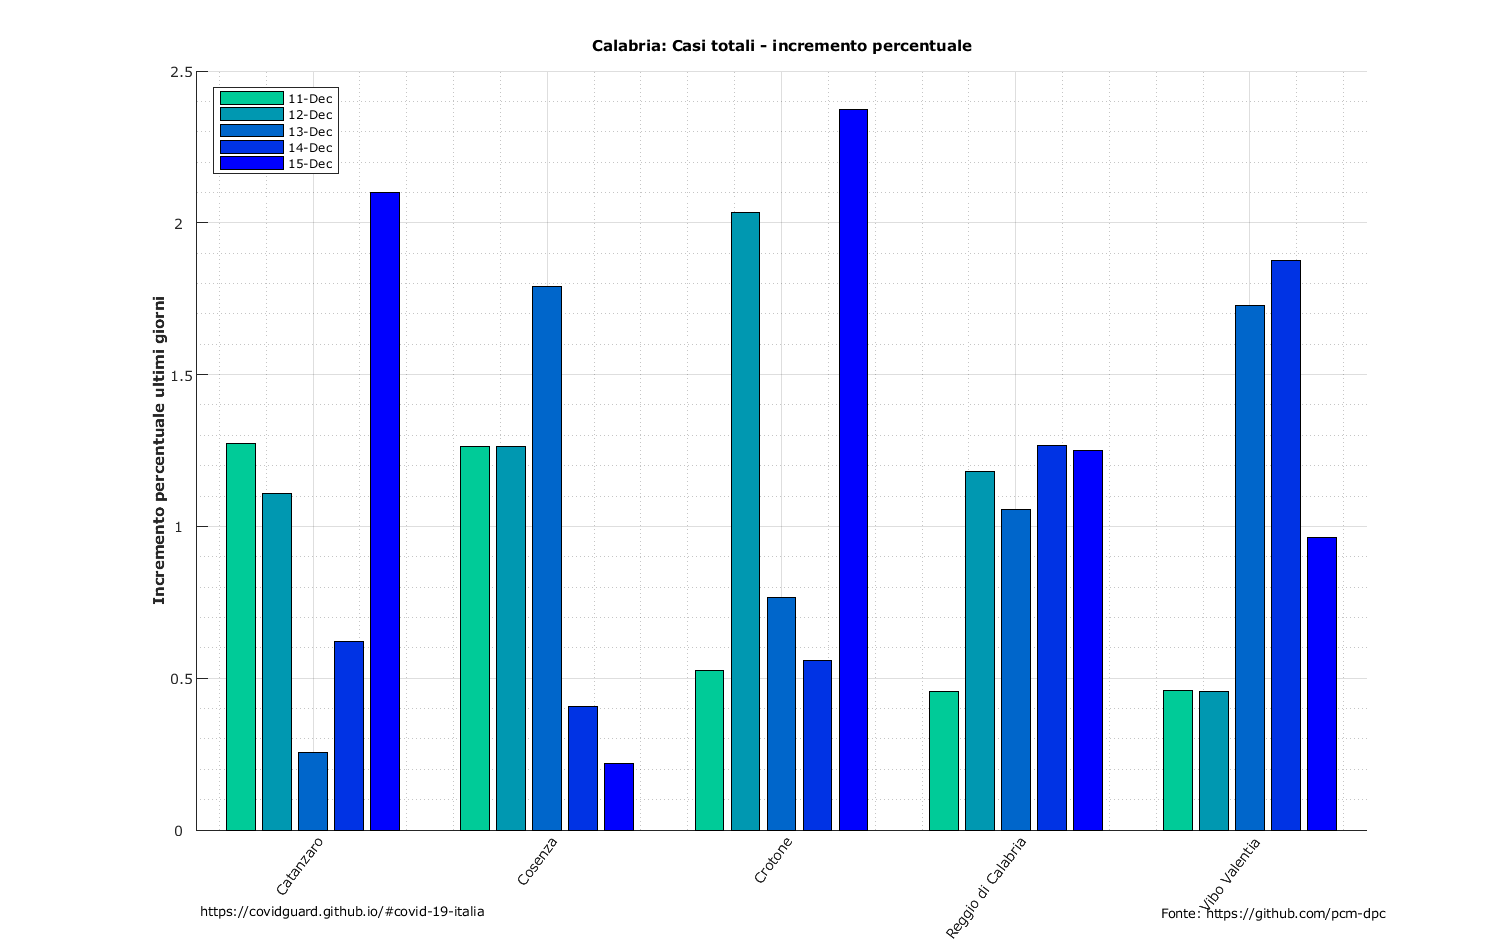 Calabria: Casi totali - incremento percentuale
2.5
2
1.5
1
0.5
0
Incremento percentuale ultimi giorni
11-Dec
12-Dec
13-Dec
14-Dec
15-Dec
Catanzaro
Cosenza
Crotone
Reggio di Calabria
Vibo Valentia
https://covidguard.github.io/#covid-19-italia
Fonte: https://github.com/pcm-dpc